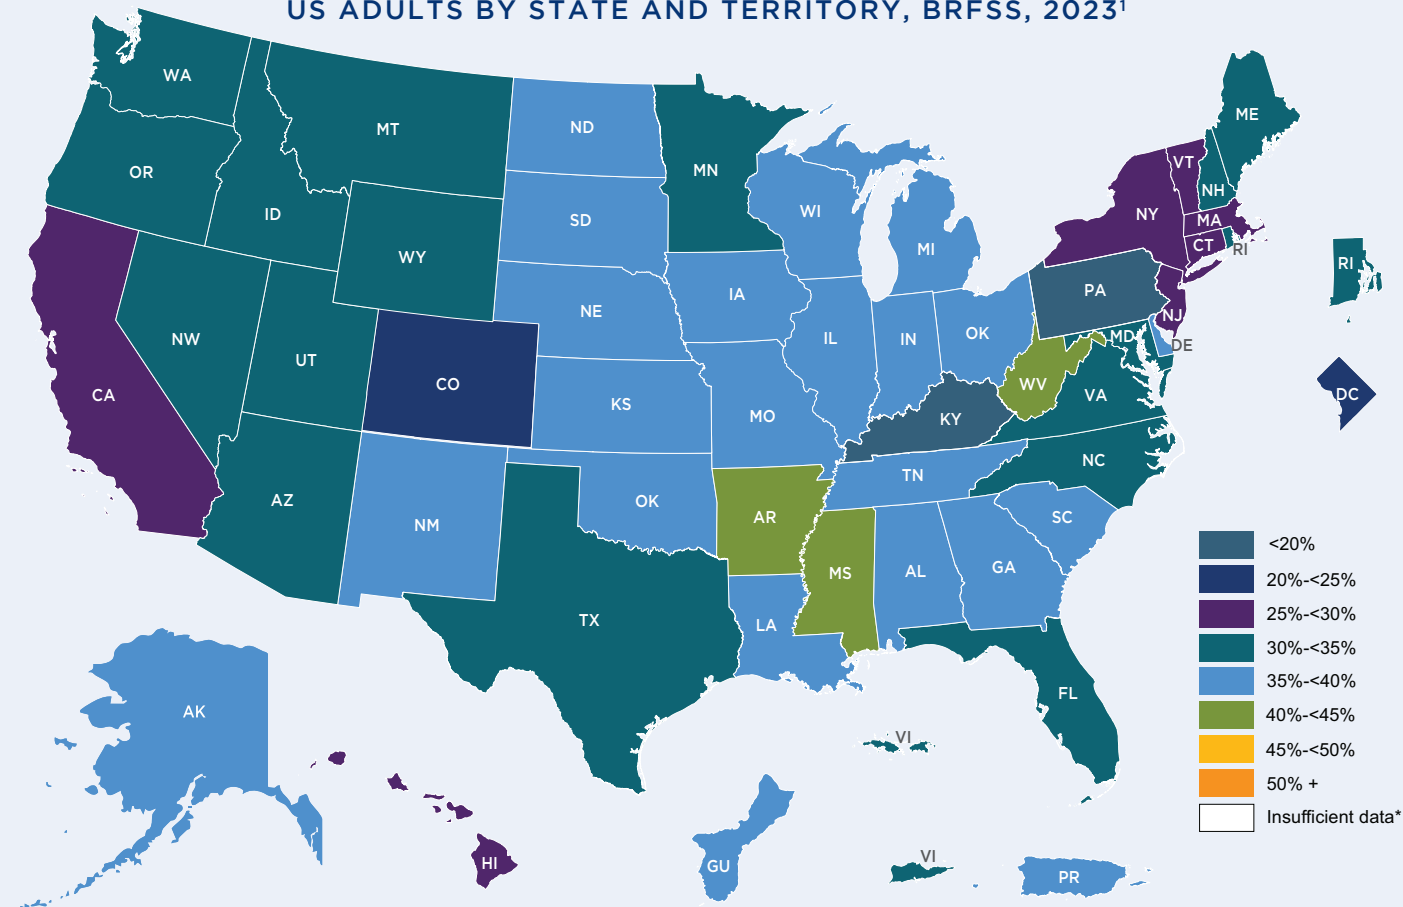 US ADULTS BY STATE AND TERRITORY, BRFSS, 2023¹
WA
MT
ND
MN
ME
OR
ID
SD
WI
VT
NH
NY
MA
WY
MI
CT
RI
RI
NE
IA
PA
NJ
NW
UT
IL
IN
OK
MD
DE
CO
CA
KS
MO
WV
VA
DC
KY
NC
AZ
NM
OK
TN
AR
SC
MS
AL
GA
TX
LA
FL
AK
VI
HI
GU
VI
PR
<20%
20%-<25%
25%-<30%
30%-<35%
35%-<40%
40%-<45%
45%-<50%
50% +
Insufficient data*